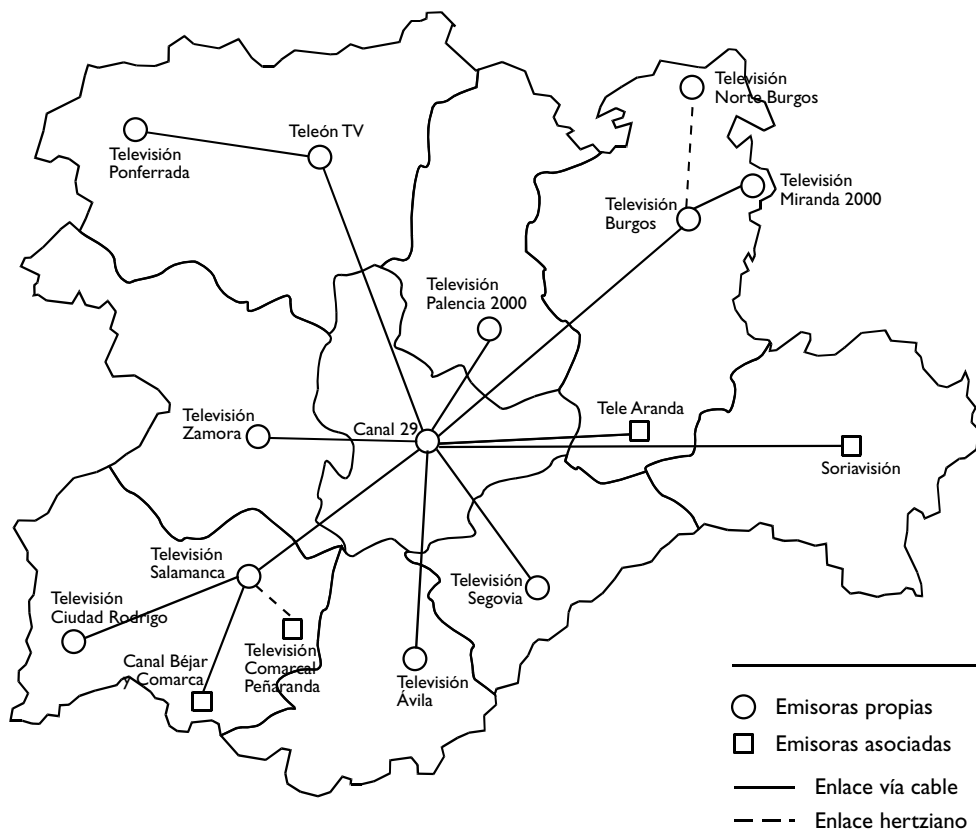 Televisión
Norte Burgos
Teleón TV
Televisión
Ponferrada
Televisión
Miranda 2000
Televisión
Burgos
Televisión
Palencia 2000
Televisión
Zamora
Canal 29
Tele Aranda
Soriavisión
Televisión
Salamanca
Televisión
Segovia
Televisión
Ciudad Rodrigo
Canal Béjar
y Comarca
Televisión
Comarcal
Peñaranda
Televisión
Ávila
Emisoras propias
Emisoras asociadas
Enlace vía cable
Enlace hertziano